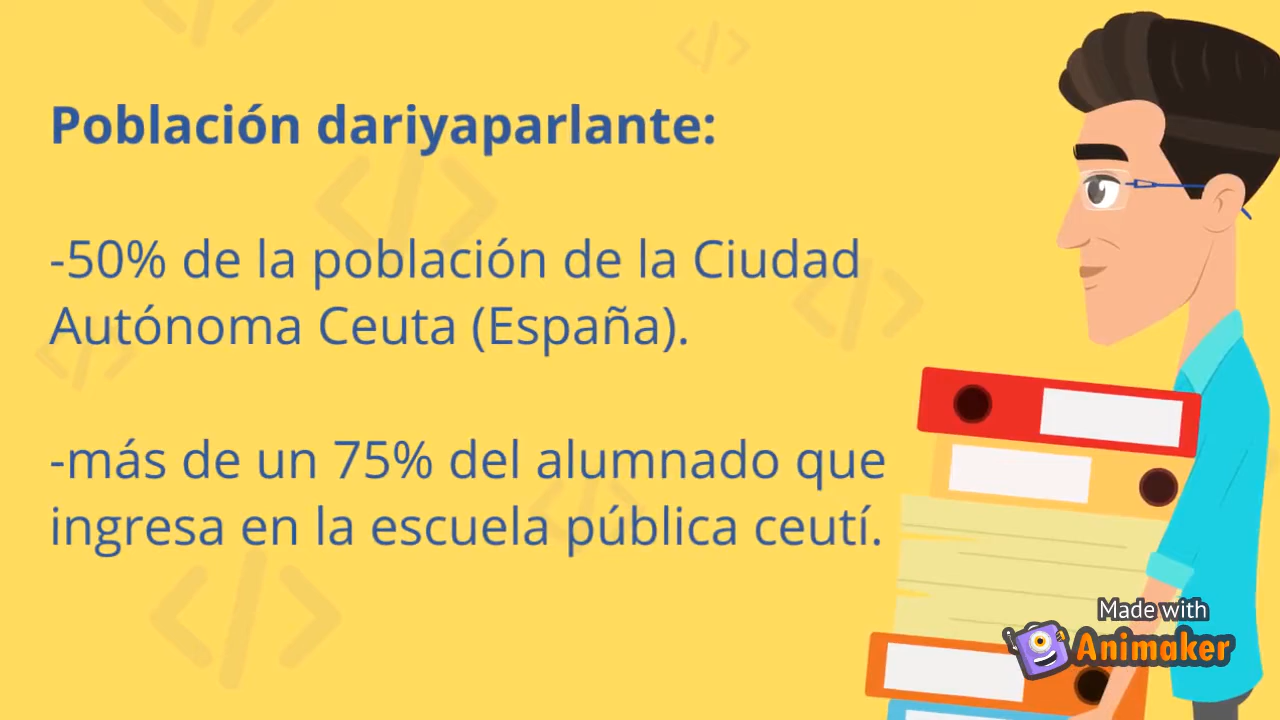 Población dariyaparlante:
-50% de la población de la Ciudad
Autónoma Ceuta (España).
-más de un 75% del alumnado que
ingresa en la escuela pública ceutí.
Made with
Animaker